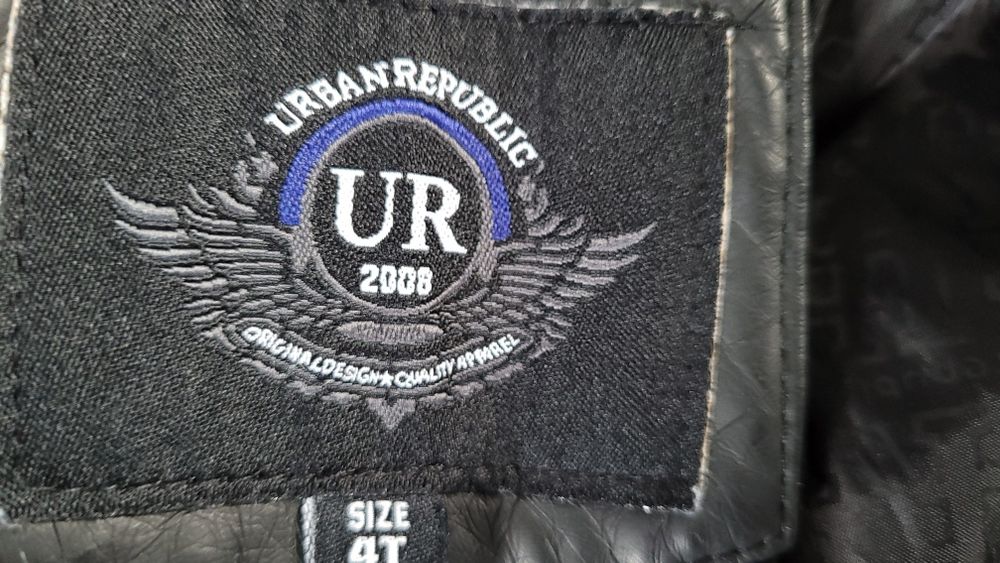 URBAN REPUBLIC
UR
2008
ORIGINAL DESIGN★QUALITY APPAREL
SIZE
4T